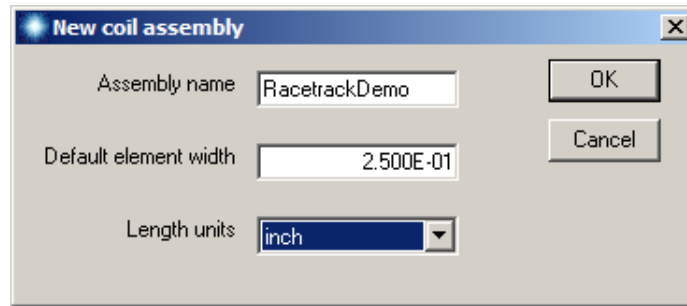 New coil assembly
Assembly name RacetrackDemo OK
Default element width 2.500E-01 Cancel
Length units inch